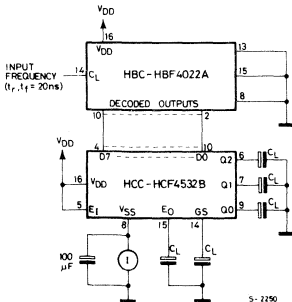 VDD
16
VDD
INPUT
FREQUENCY
(tr, tf = 20ns)
14
CL
HBC-HBF4022A
13
15
8
DECODED OUTPUTS
10
2
VDD
4
10
D7
D0
16
VDD
HCC-HCF4532B
Q2
6
CL
Q1
7
CL
Q0
9
CL
5
EI
VSS
EO
GS
8
15
14
100
µF
I
CL
CL
S-2250